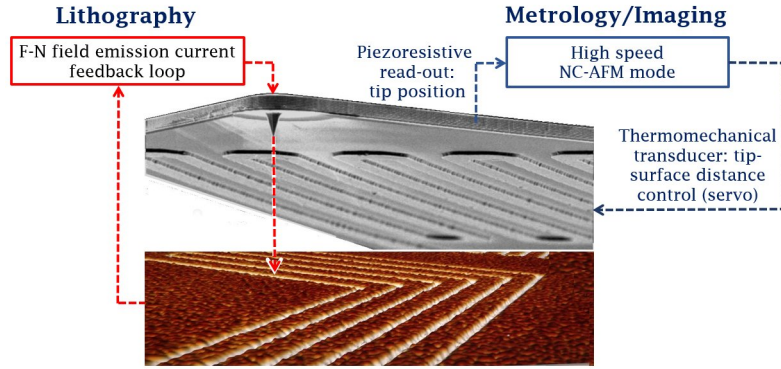 Lithography
F-N field emission current
feedback loop
Metrology/Imaging
Piezoresistive
read-out:
tip position
High speed
NC-AFM mode
Thermomechanical
transducer: tip-
surface distance
control (servo)